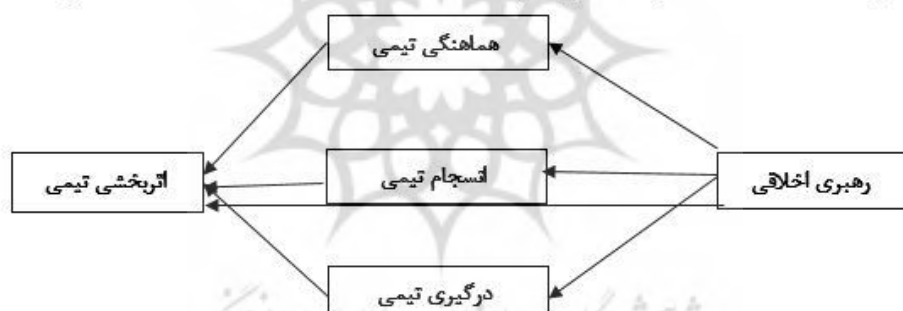 هماهنگی تیمی
رهبری اخلاقی
انسجام تیمی
اثربخشی تیمی
درگیری تیمی